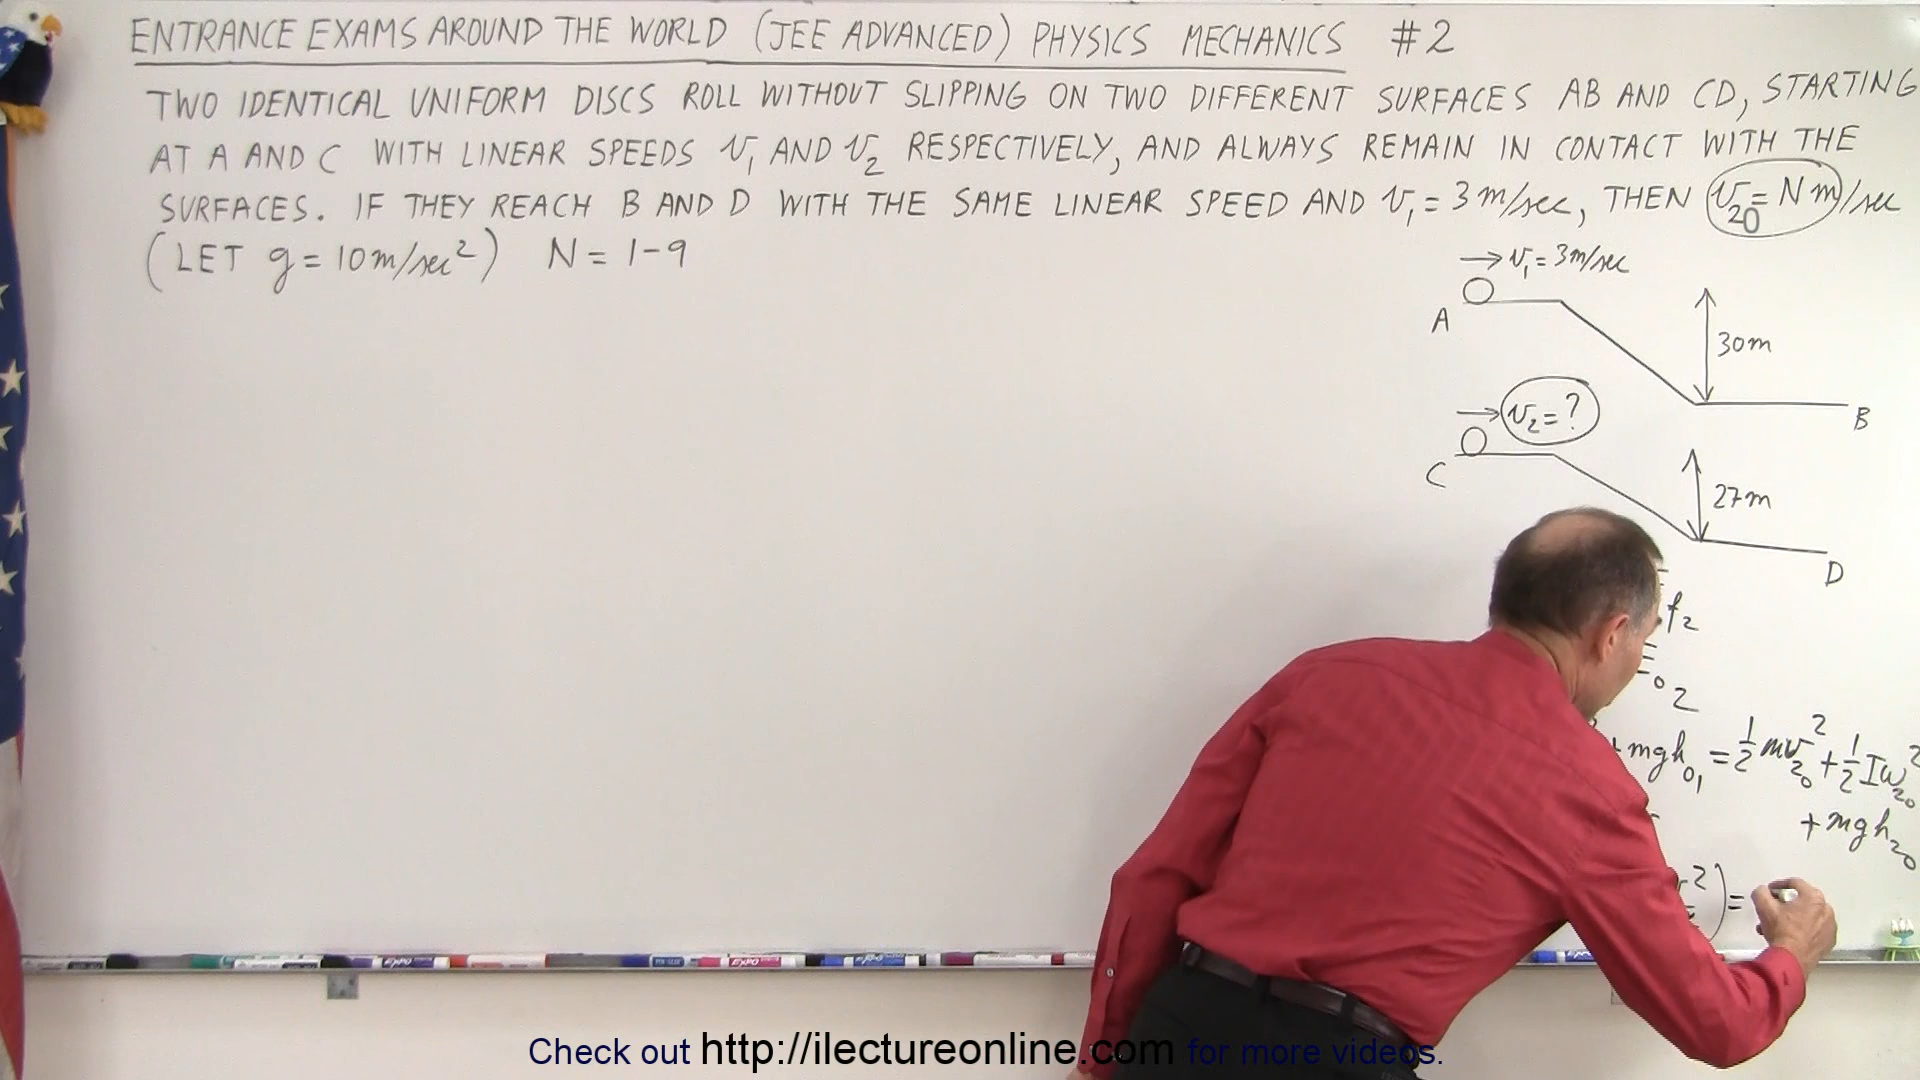 ENTRANCE EXAMS AROUND THE WORLD (JEE ADVANCED) PHYSICS MECHANICS #2
TWO IDENTICAL UNIFORM DISCS ROLL WITHOUT SLIPPING ON TWO DIFFERENT SURFACES AB AND CD, STARTING
AT A AND C WITH LINEAR SPEEDS v₁ AND v₂ RESPECTIVELY, AND ALWAYS REMAIN IN CONTACT WITH THE
SURFACES. IF THEY REACH B AND D WITH THE SAME LINEAR SPEED AND v₁ = 3 m/sec, THEN v₂₀ = N m/sec
(LET g = 10 m/sec²) N = 1-9
→ v₁ = 3m/sec
A
30m
B
→ v₂ = ?
C
27m
D
f₂
₀₂
+ mgh₀₁ = ½ mv₂₀² + ½ Iω₂₀²
+ mgh₂₀
²) =
Check out http://ilectureonline.com for more videos.